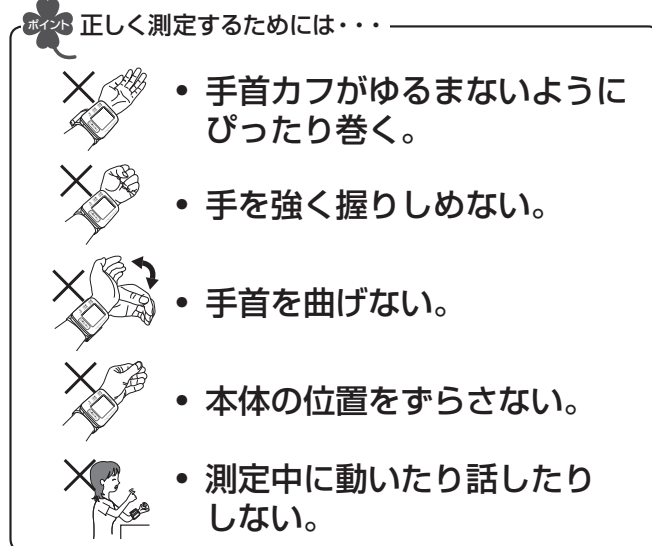 ポイント 正しく測定するためには・・・
• 手首カフがゆるまないように
ぴったり巻く。
• 手を強く握りしめない。
• 手首を曲げない。
• 本体の位置をずらさない。
• 測定中に動いたり話したり
しない。